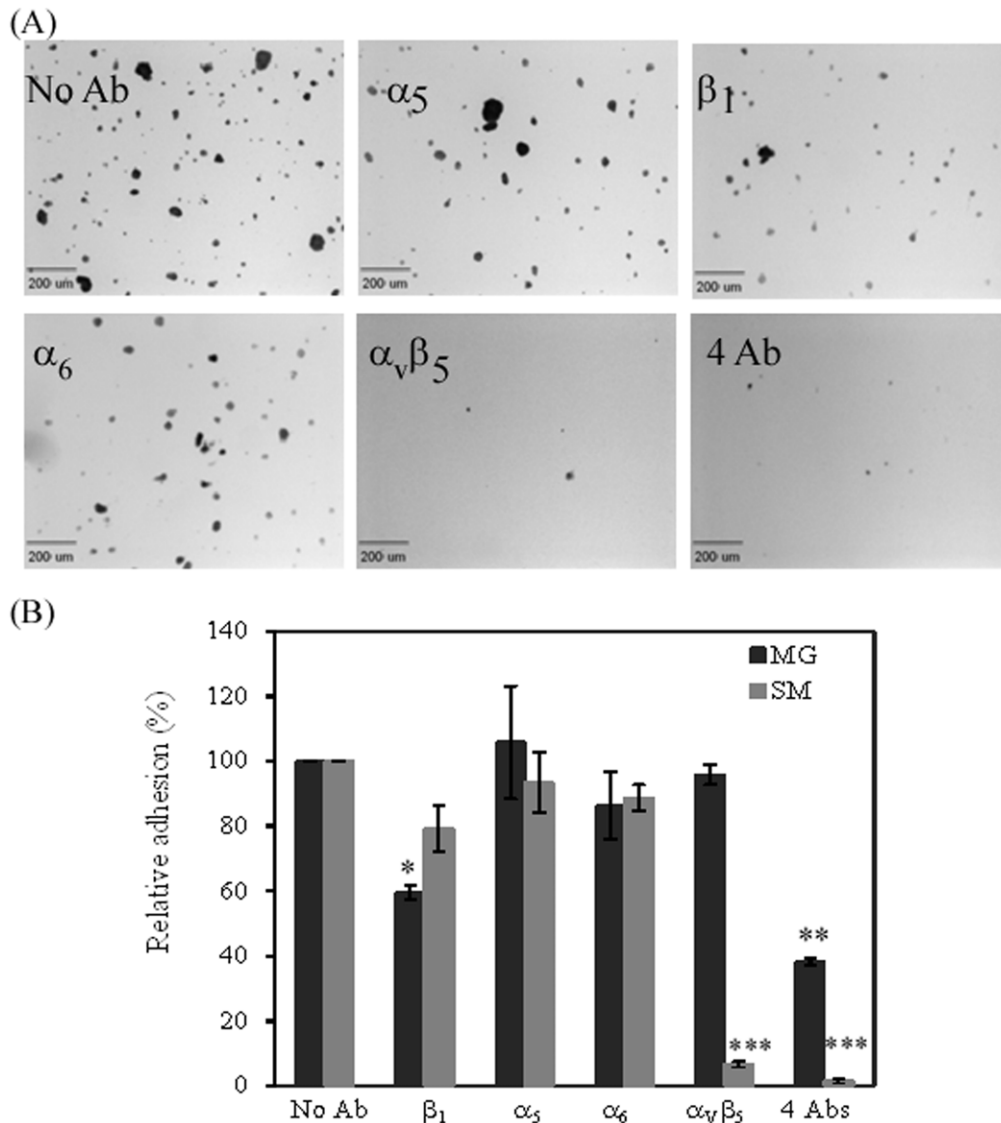 (A)
No Ab
α5
β1
200 um
200 um
200 um
α6
αvβ5
4 Ab
200 um
200 um
200 um
(B)
140
120
100
80
60
40
20
0
Relative adhesion (%)
MG
SM
*
***
**
***
No Ab
β1
α5
α6
αVβ5
4 Abs